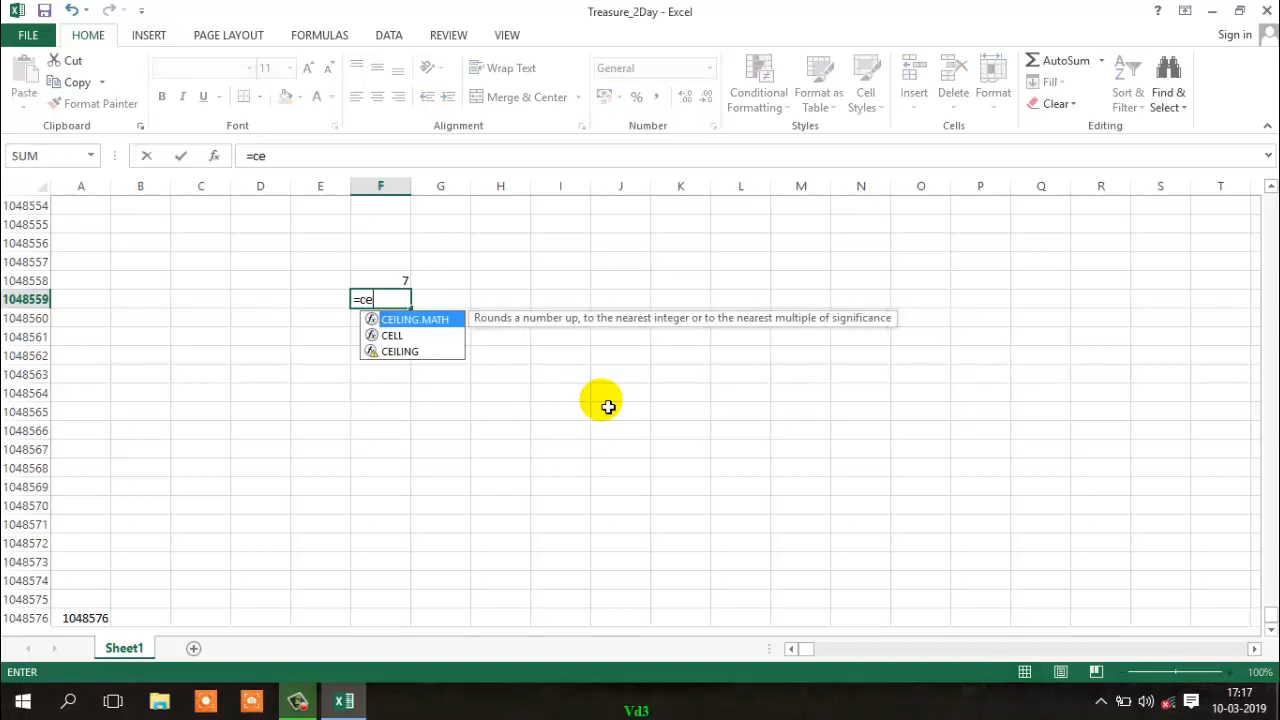 Treasure_2Day - Excel
FILE HOME INSERT PAGE LAYOUT FORMULAS DATA REVIEW VIEW Sign in
Paste
Cut
Copy
Format Painter
Clipboard
11
Font
Wrap Text
Merge & Center
Alignment
General
Number
Conditional Formatting
Format as Table
Cell Styles
Styles
Insert Delete Format
Cells
AutoSum
Fill
Clear
Sort & Filter
Find & Select
Editing
SUM =ce
A B C D E F G H I J K L M N O P Q R S T
1048554
1048555
1048556
1048557
1048558 7
1048559 =ce
1048560 CEILING.MATH Rounds a number up, to the nearest integer or to the nearest multiple of significance
1048561 CELL
1048562 CEILING
1048563
1048564
1048565
1048566
1048567
1048568
1048569
1048570
1048571
1048572
1048573
1048574
1048575
1048576 1048576
Sheet1
ENTER 100%
17:17
10-03-2019
Vd3